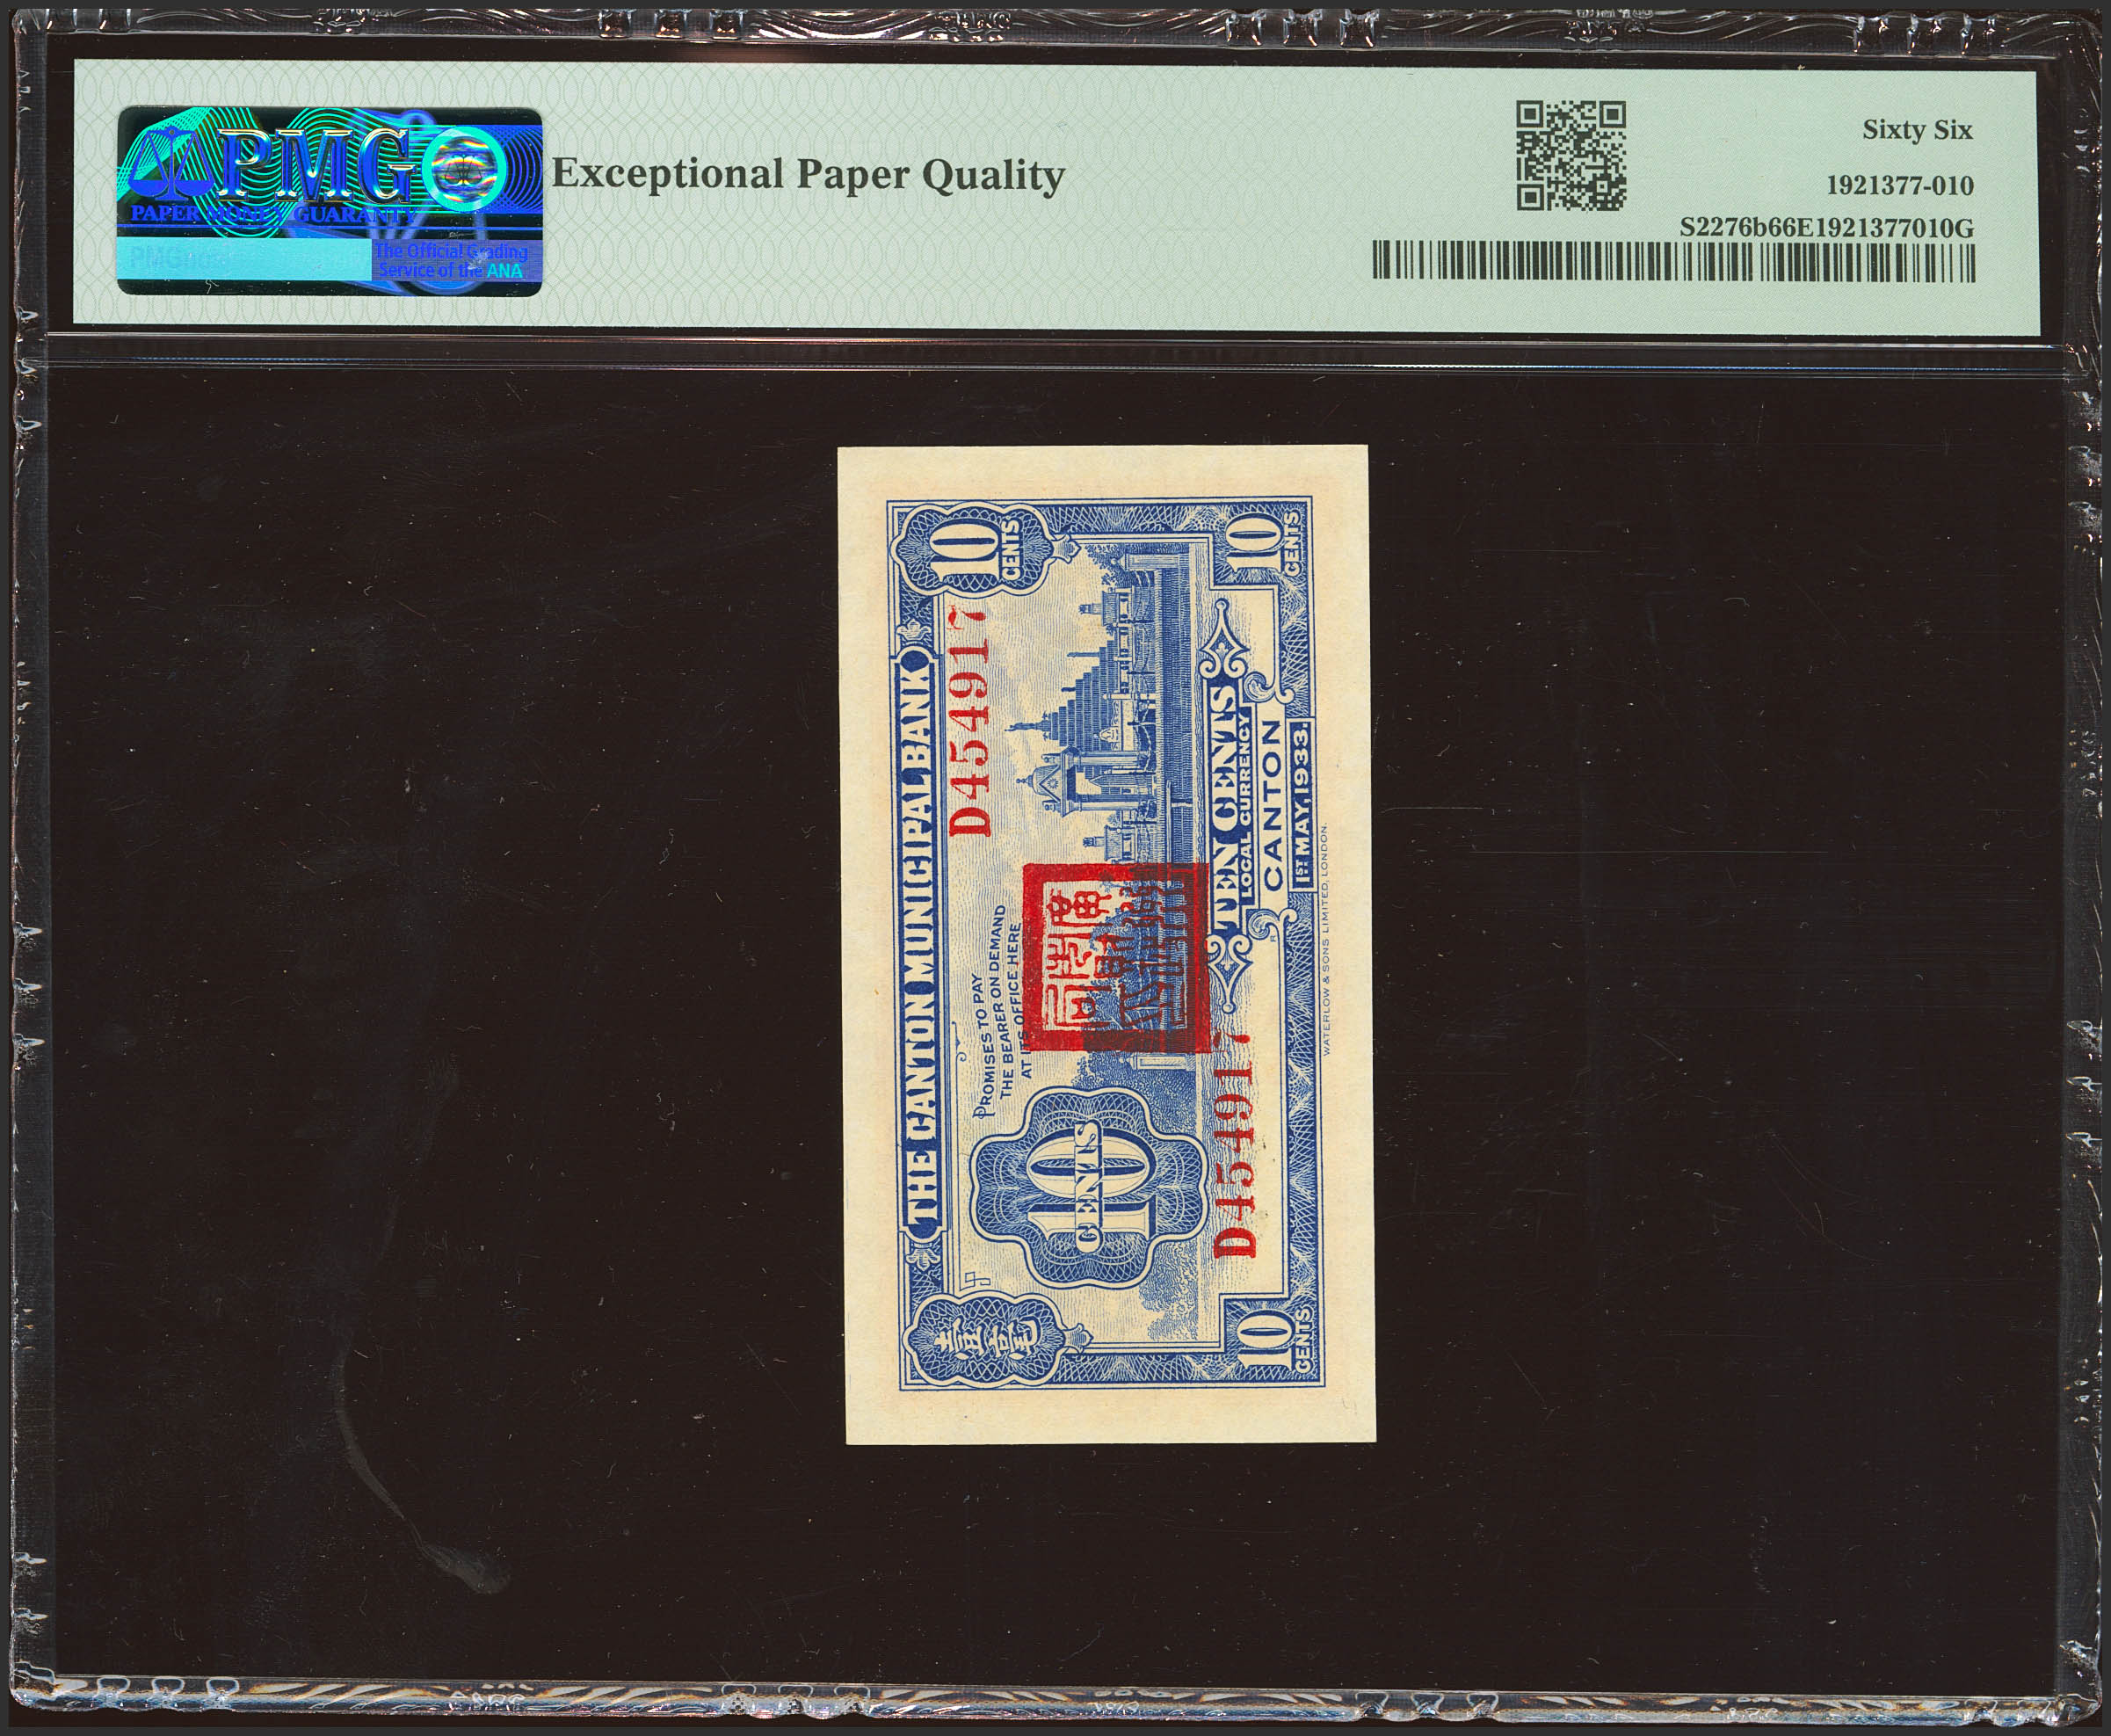 PMG
PAPER MONEY GUARANTY
The Official Grading
Service of the ANA
Exceptional Paper Quality
Sixty Six
1921377-010
S2276b66E1921377010G
10
CENTS
10
CENTS
THE CANTON MUNICIPAL BANK
D454917
PROMISES TO PAY
THE BEARER ON DEMAND
AT ITS OFFICE HERE
10
CENTS
壹毫
D454917
TEN CENTS
LOCAL CURRENCY
CANTON
1ST MAY, 1933.
10
CENTS
WATERLOW & SONS LIMITED, LONDON.